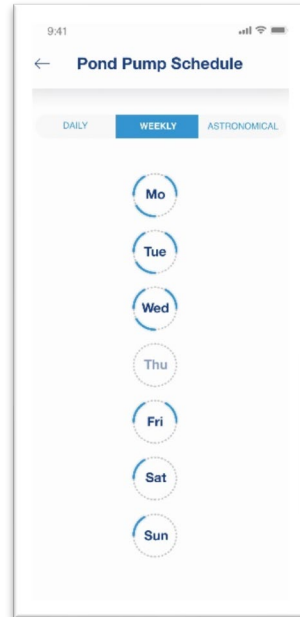 9:41
Pond Pump Schedule
DAILY WEEKLY ASTRONOMICAL
Mo
Tue
Wed
Thu
Fri
Sat
Sun